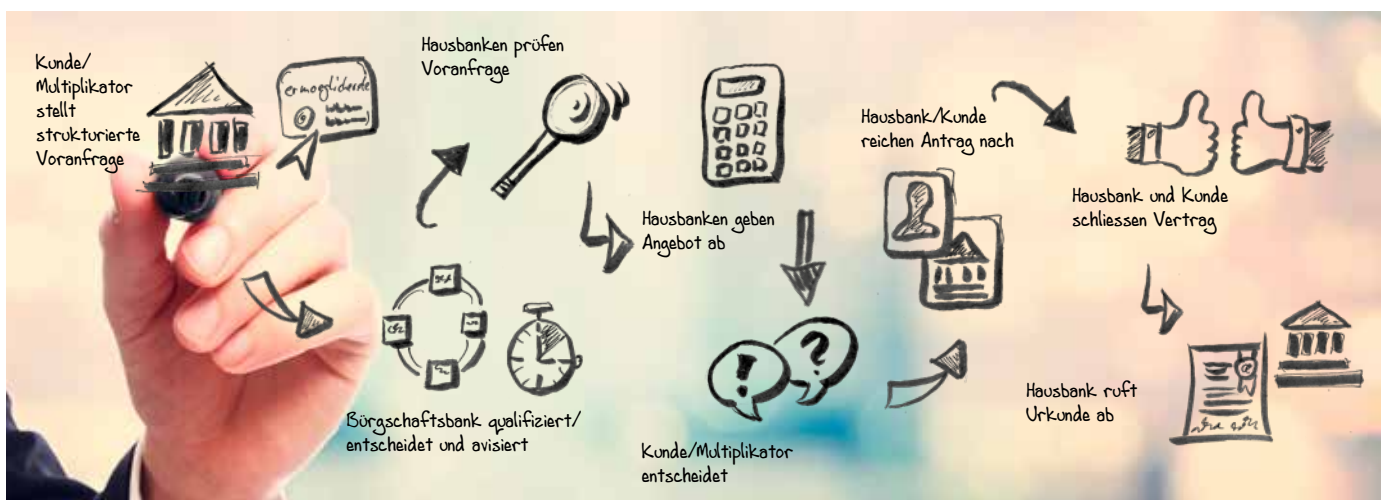 Kunde/
Multiplikator
stellt
strukturierte
Voranfrage
ermoglichende
Bürgschaftsbank qualifiziert/
entscheidet und avisiert
Hausbanken prüfen
Voranfrage
Hausbanken geben
Angebot ab
Kunde/Multiplikator
entscheidet
Hausbank/Kunde
reichen Antrag nach
Hausbank und Kunde
schliessen Vertrag
Hausbank ruft
Urkunde ab